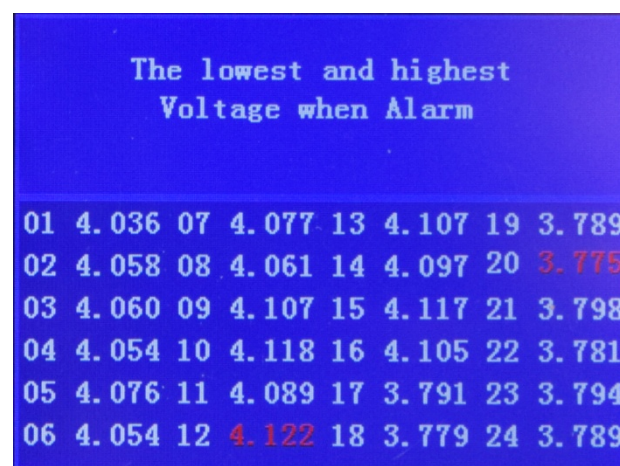 The lowest and highest
Voltage when Alarm
01 4.036 07 4.077 13 4.107 19 3.789
02 4.058 08 4.061 14 4.097 20 3.775
03 4.060 09 4.107 15 4.117 21 3.798
04 4.054 10 4.118 16 4.105 22 3.781
05 4.076 11 4.089 17 3.791 23 3.794
06 4.054 12 4.122 18 3.779 24 3.789